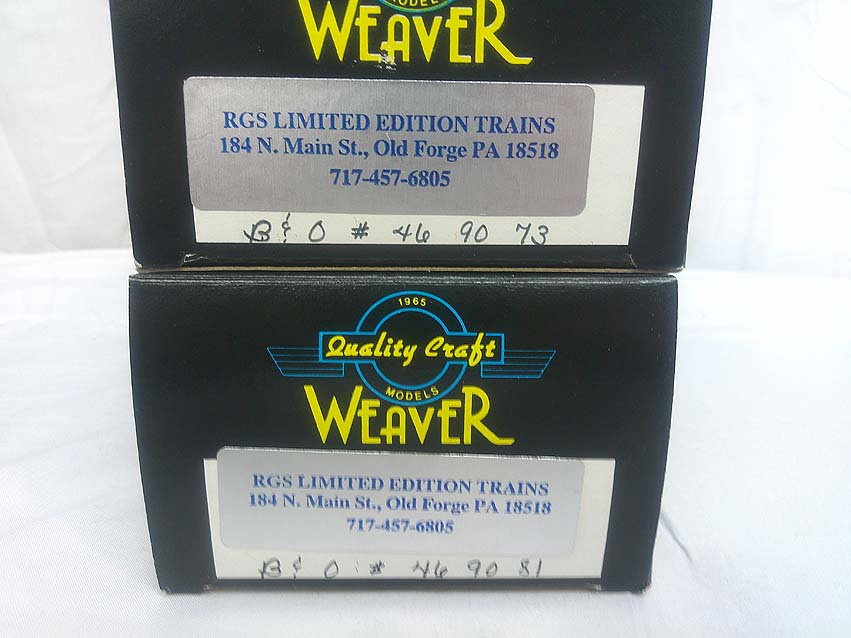 MODELS
WEAVER
RGS LIMITED EDITION TRAINS
184 N. Main St., Old Forge PA 18518
717-457-6805
B & O # 46 90 73
1965
Quality Craft
MODELS
WEAVER
RGS LIMITED EDITION TRAINS
184 N. Main St., Old Forge PA 18518
717-457-6805
B & O # 46 90 81